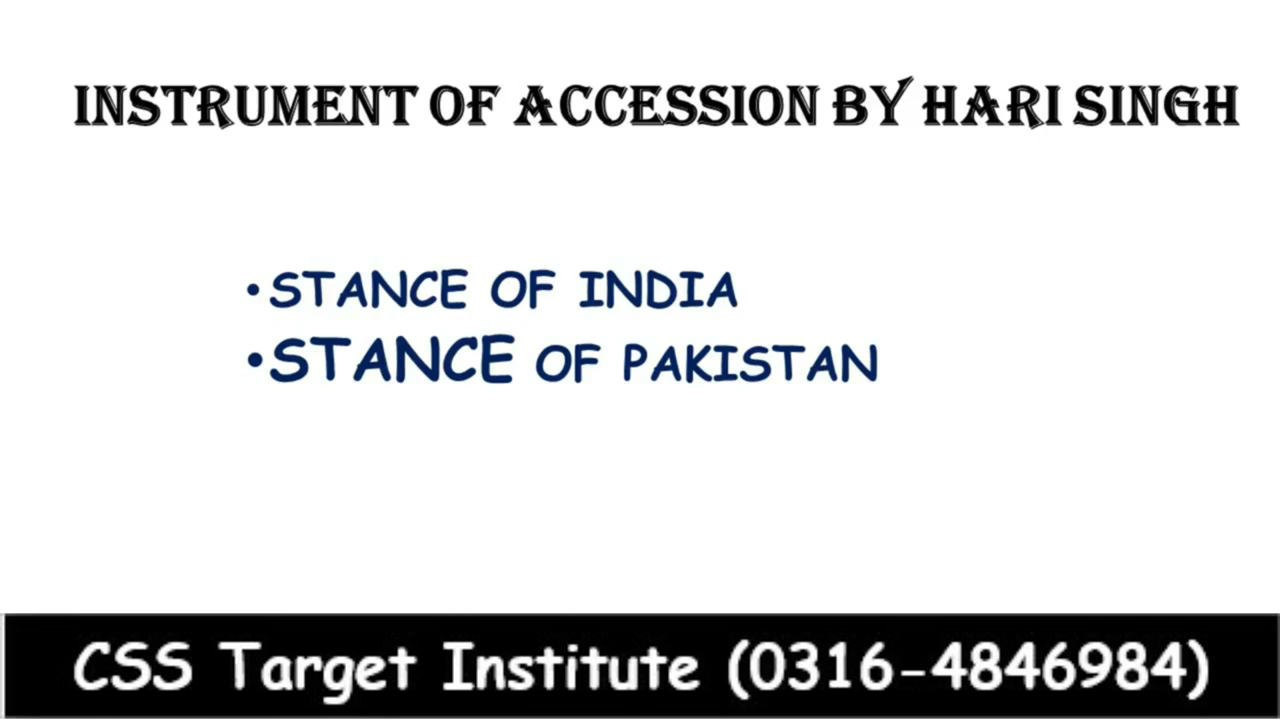 INSTRUMENT OF ACCESSION BY HARI SINGH
•STANCE OF INDIA
•STANCE OF PAKISTAN
CSS Target Institute (0316-4846984)